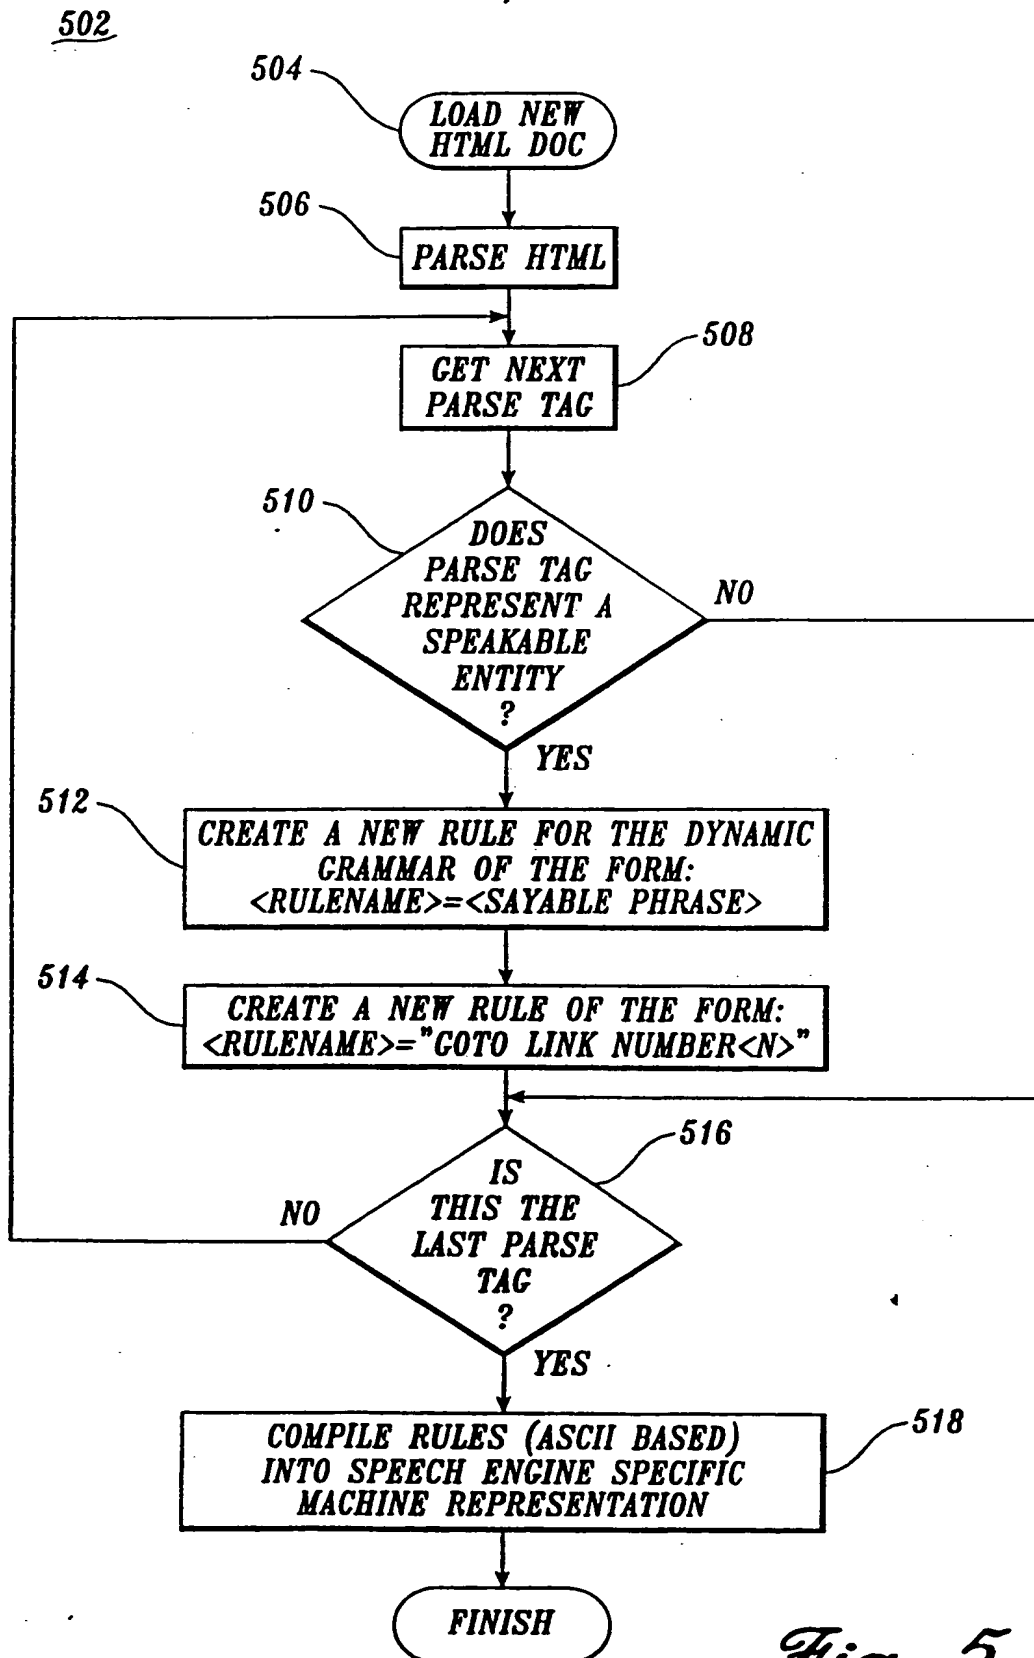 502
504
LOAD NEW
HTML DOC
506
PARSE HTML
508
GET NEXT
PARSE TAG
510
DOES
PARSE TAG
REPRESENT A
SPEAKABLE
ENTITY
?
NO
YES
512
CREATE A NEW RULE FOR THE DYNAMIC
GRAMMAR OF THE FORM:
<RULENAME>=<SAYABLE PHRASE>
514
CREATE A NEW RULE OF THE FORM:
<RULENAME>="GOTO LINK NUMBER<N>"
516
IS
THIS THE
LAST PARSE
TAG
?
NO
YES
518
COMPILE RULES (ASCII BASED)
INTO SPEECH ENGINE SPECIFIC
MACHINE REPRESENTATION
FINISH
Fig. 5